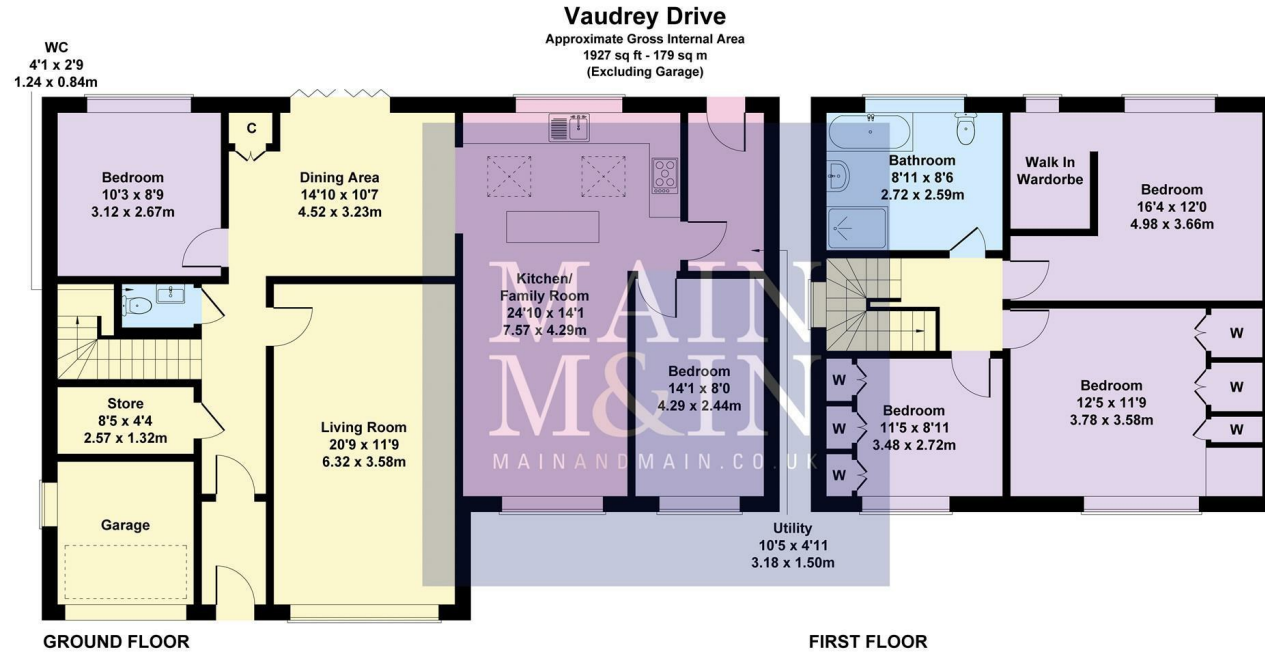 Vaudrey Drive
Approximate Gross Internal Area
1927 sq ft - 179 sq m
(Excluding Garage)
WC
4'1 x 2'9
1.24 x 0.84m
Bedroom
10'3 x 8'9
3.12 x 2.67m
C
Dining Area
14'10 x 10'7
4.52 x 3.23m
Kitchen/
Family Room
24'10 x 14'1
7.57 x 4.29m
Bedroom
14'1 x 8'0
4.29 x 2.44m
Store
8'5 x 4'4
2.57 x 1.32m
Living Room
20'9 x 11'9
6.32 x 3.58m
Garage
Utility
10'5 x 4'11
3.18 x 1.50m
GROUND FLOOR
Bathroom
8'11 x 8'6
2.72 x 2.59m
Walk In
Wardorbe
Bedroom
16'4 x 12'0
4.98 x 3.66m
W
W
W
Bedroom
11'5 x 8'11
3.48 x 2.72m
Bedroom
12'5 x 11'9
3.78 x 3.58m
W
W
W
FIRST FLOOR
MAIN
M&IN
MAINANDMAIN.CO.UK